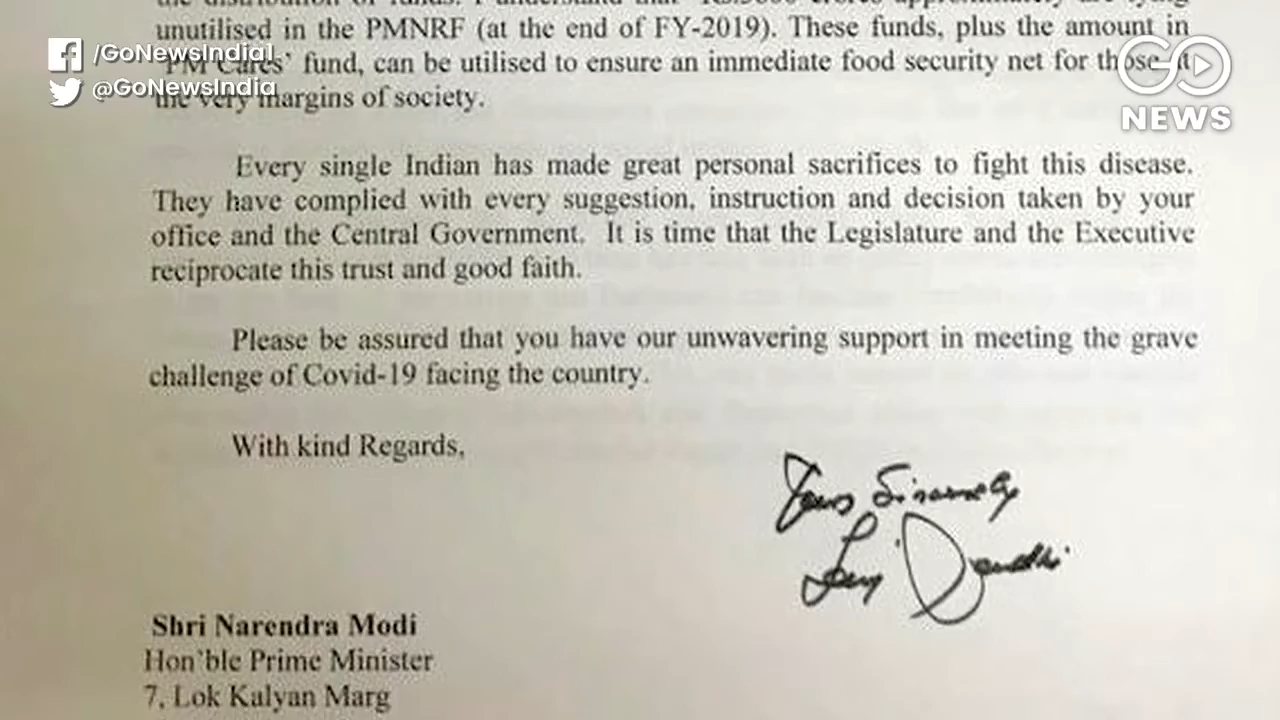 unutilised in the PMNRF (at the end of FY-2019). These funds, plus the amount in
'PM Cares' fund, can be utilised to ensure an immediate food security net for those at
the very margins of society.
Every single Indian has made great personal sacrifices to fight this disease.
They have complied with every suggestion, instruction and decision taken by your
office and the Central Government. It is time that the Legislature and the Executive
reciprocate this trust and good faith.
Please be assured that you have our unwavering support in meeting the grave
challenge of Covid-19 facing the country.
With kind Regards,
Yours Sincerely
Gandhi
Shri Narendra Modi
Hon'ble Prime Minister
7, Lok Kalyan Marg
/GoNewsIndia1
@GoNewsIndia
GO
NEWS